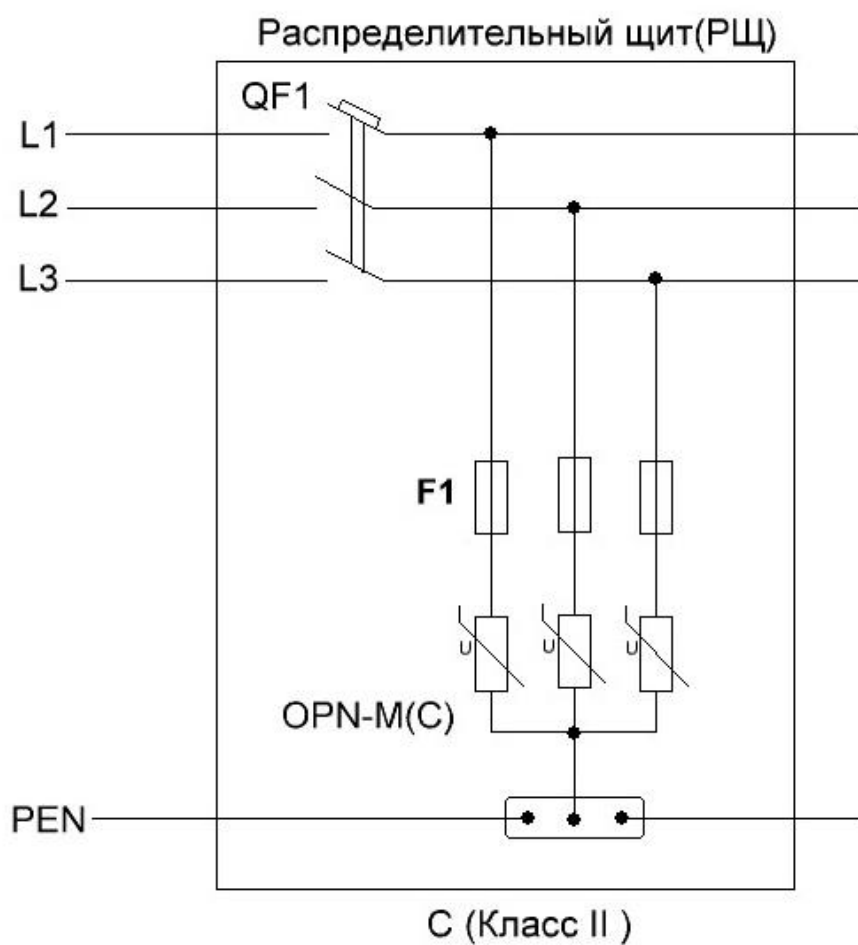 Распределительный щит(РЩ)
QF1
L1
L2
L3
F1
U
U
U
OPN-M(C)
PEN
C (Класс II )